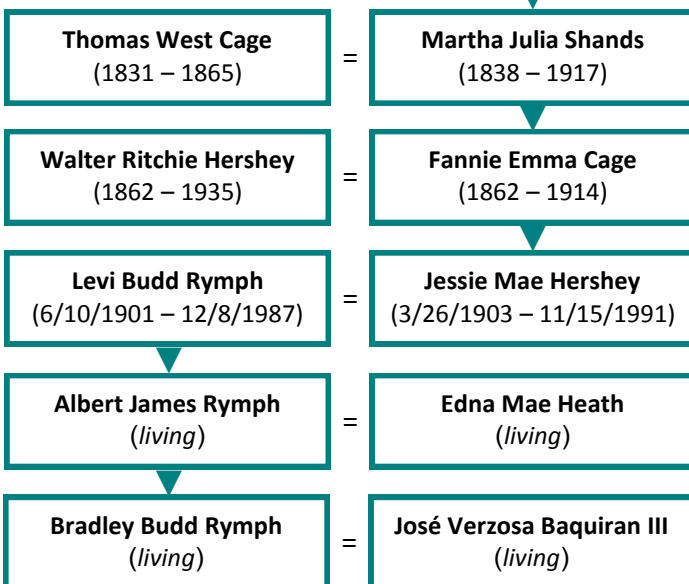 Thomas West Cage
(1831 – 1865)
=
Martha Julia Shands
(1838 – 1917)
Walter Ritchie Hershey
(1862 – 1935)
=
Fannie Emma Cage
(1862 – 1914)
Levi Budd Rymph
(6/10/1901 – 12/8/1987)
=
Jessie Mae Hershey
(3/26/1903 – 11/15/1991)
Albert James Rymph
(living)
=
Edna Mae Heath
(living)
Bradley Budd Rymph
(living)
=
José Verzosa Baquiran III
(living)